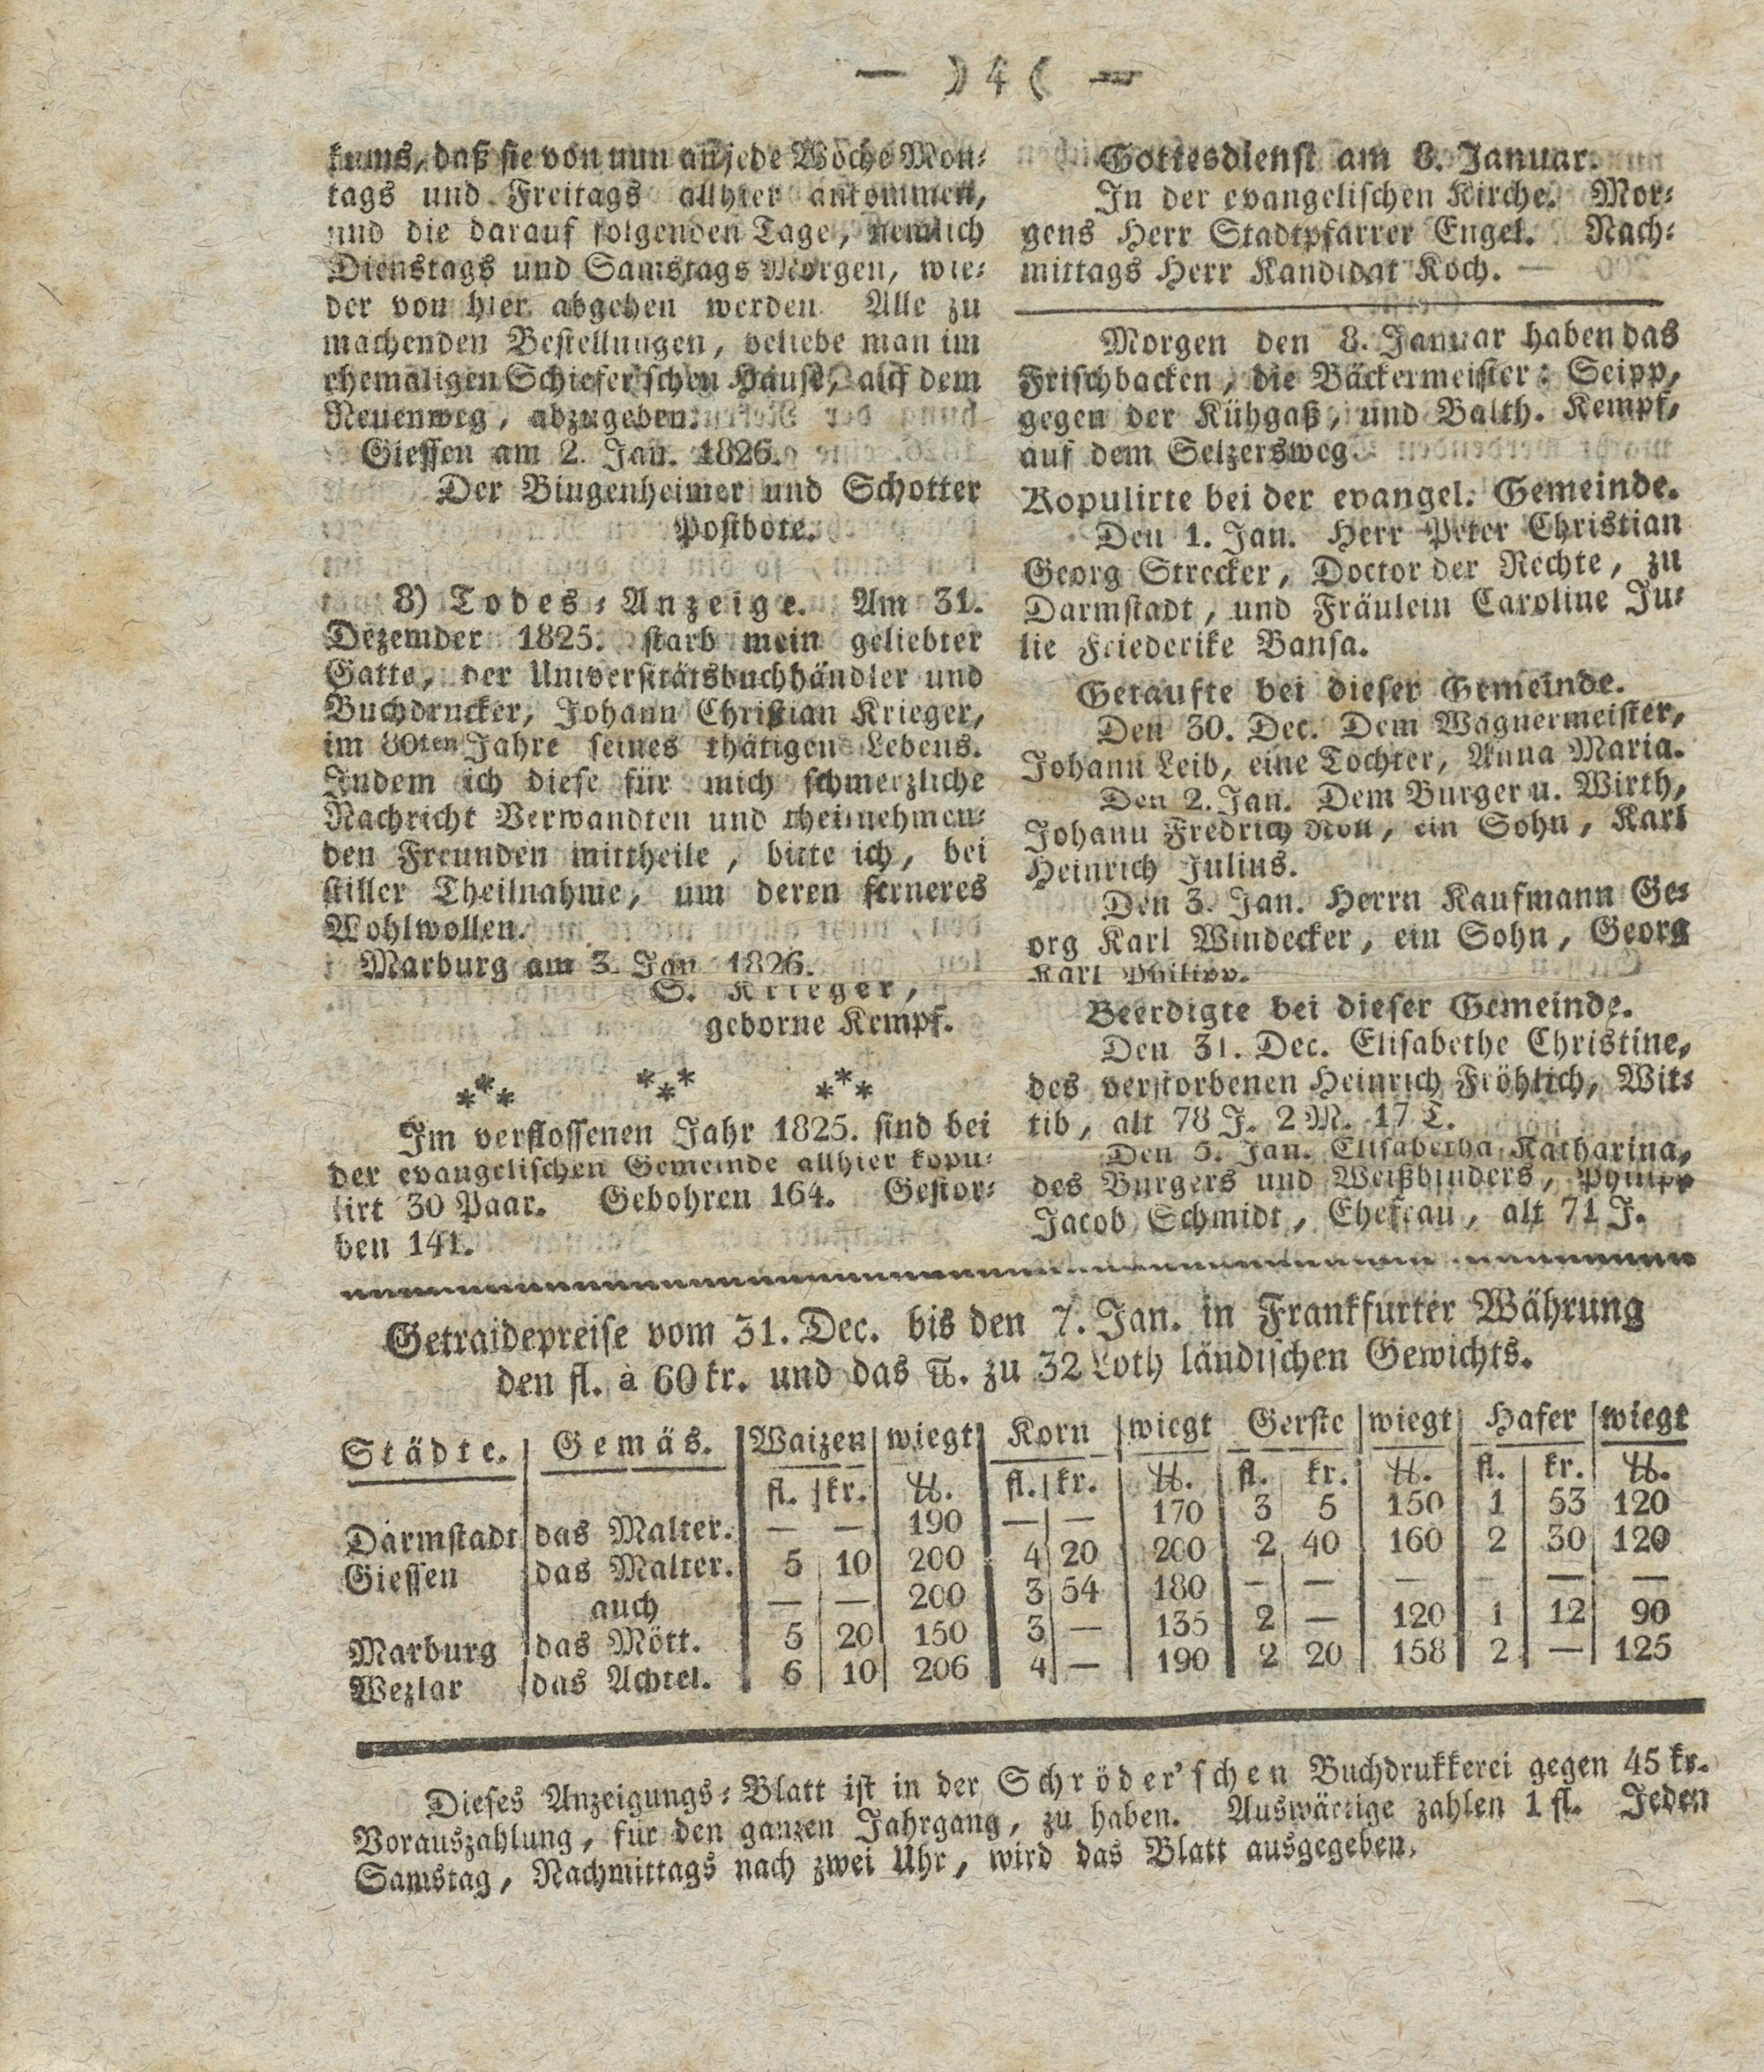 — )4( —
kums, daß sie von nun an jede Woche Mon-
tags und Freitags allhier ankommen,
und die darauf folgenden Tage, nemlich
Dienstags und Samstags Morgen, wie-
der von hier abgehen werden. Alle zu
machenden Bestellungen, beliebe man im
ehemaligen Schiefer'schen Hause, auf dem
Neuenweg, abzugeben.
Giessen am 2. Jan. 1826.
Der Bingenheimer und Schotter
Postbote.
8) Todes-Anzeige. Am 31.
Dezember 1825. starb mein geliebter
Gatte, der Universitätsbuchhändler und
Buchdrucker, Johann Christian Krieger,
im 80ten Jahre seines thätigen Lebens.
Indem ich diese für mich schmerzliche
Nachricht Verwandten und theilnehmen-
den Freunden mittheile, bitte ich, bei
stiller Theilnahme, um deren ferneres
Wohlwollen.
Marburg am 3. Jan 1826.
S. Krieger,
geborne Kempf.
*** *** ***
Im verflossenen Jahr 1825. sind bei
der evangelischen Gemeinde allhier kopu-
lirt 30 Paar. Gebohren 164. Gestor-
ben 141.
Gottesdienst am 8. Januar.
In der evangelischen Kirche. Mor-
gens Herr Stadtpfarrer Engel. Nach-
mittags Herr Kandidat Koch. —
Morgen den 8. Januar haben das
Frischbacken, die Bäckermeister: Seipp,
gegen der Kühgaß, und Balth. Kempf,
auf dem Selzersweg
Kopulirte bei der evangel. Gemeinde.
Den 1. Jan. Herr Peter Christian
Georg Strecker, Doctor der Rechte, zu
Darmstadt, und Fräulein Caroline Ju-
lie Friederike Bansa.
Getaufte bei dieser Gemeinde.
Den 30. Dec. Dem Wagnermeister,
Johann Leib, eine Tochter, Anna Maria.
Den 2. Jan. Dem Burger u. Wirth,
Johann Fredrich Noll, ein Sohn, Karl
Heinrich Julius.
Den 3. Jan. Herrn Kaufmann Ge-
org Karl Windecker, ein Sohn, Georg
Karl Philipp.
Beerdigte bei dieser Gemeinde.
Den 31. Dec. Elisabethe Christine,
des verstorbenen Heinrich Fröhlich, Wit-
tib, alt 78 J. 2 M. 17 T.
Den 5. Jan. Elisabetha Katharina,
des Burgers und Weißbinders, Philipp
Jacob Schmidt, Ehefrau, alt 71 J.
Getraidepreise vom 31. Dec. bis den 7. Jan. in Frankfurter Währung
den fl. à 60 kr. und das ℔. zu 32 Loth ländischen Gewichts.
Städte. Gemäs. Waizen wiegt Korn wiegt Gerste wiegt Hafer wiegt
fl. kr. ℔. fl. kr. ℔. fl. kr. ℔. fl. kr. ℔.
Darmstadt das Malter. — — 190 — — 170 3 5 150 1 53 120
Giessen das Malter. 5 10 200 4 20 200 2 40 160 2 30 120
auch — — 200 3 54 180 — — — — — —
Marburg das Mött. 5 20 150 3 — 135 2 — 120 1 12 90
Wezlar das Achtel. 6 10 206 4 — 190 2 20 158 2 — 125
Dieses Anzeigungs-Blatt ist in der Schröder'schen Buchdrukkerei gegen 45 kr.
Vorauszahlung, für den ganzen Jahrgang, zu haben. Auswärtige zahlen 1 fl. Jeden
Samstag, Nachmittags nach zwei Uhr, wird das Blatt ausgegeben.